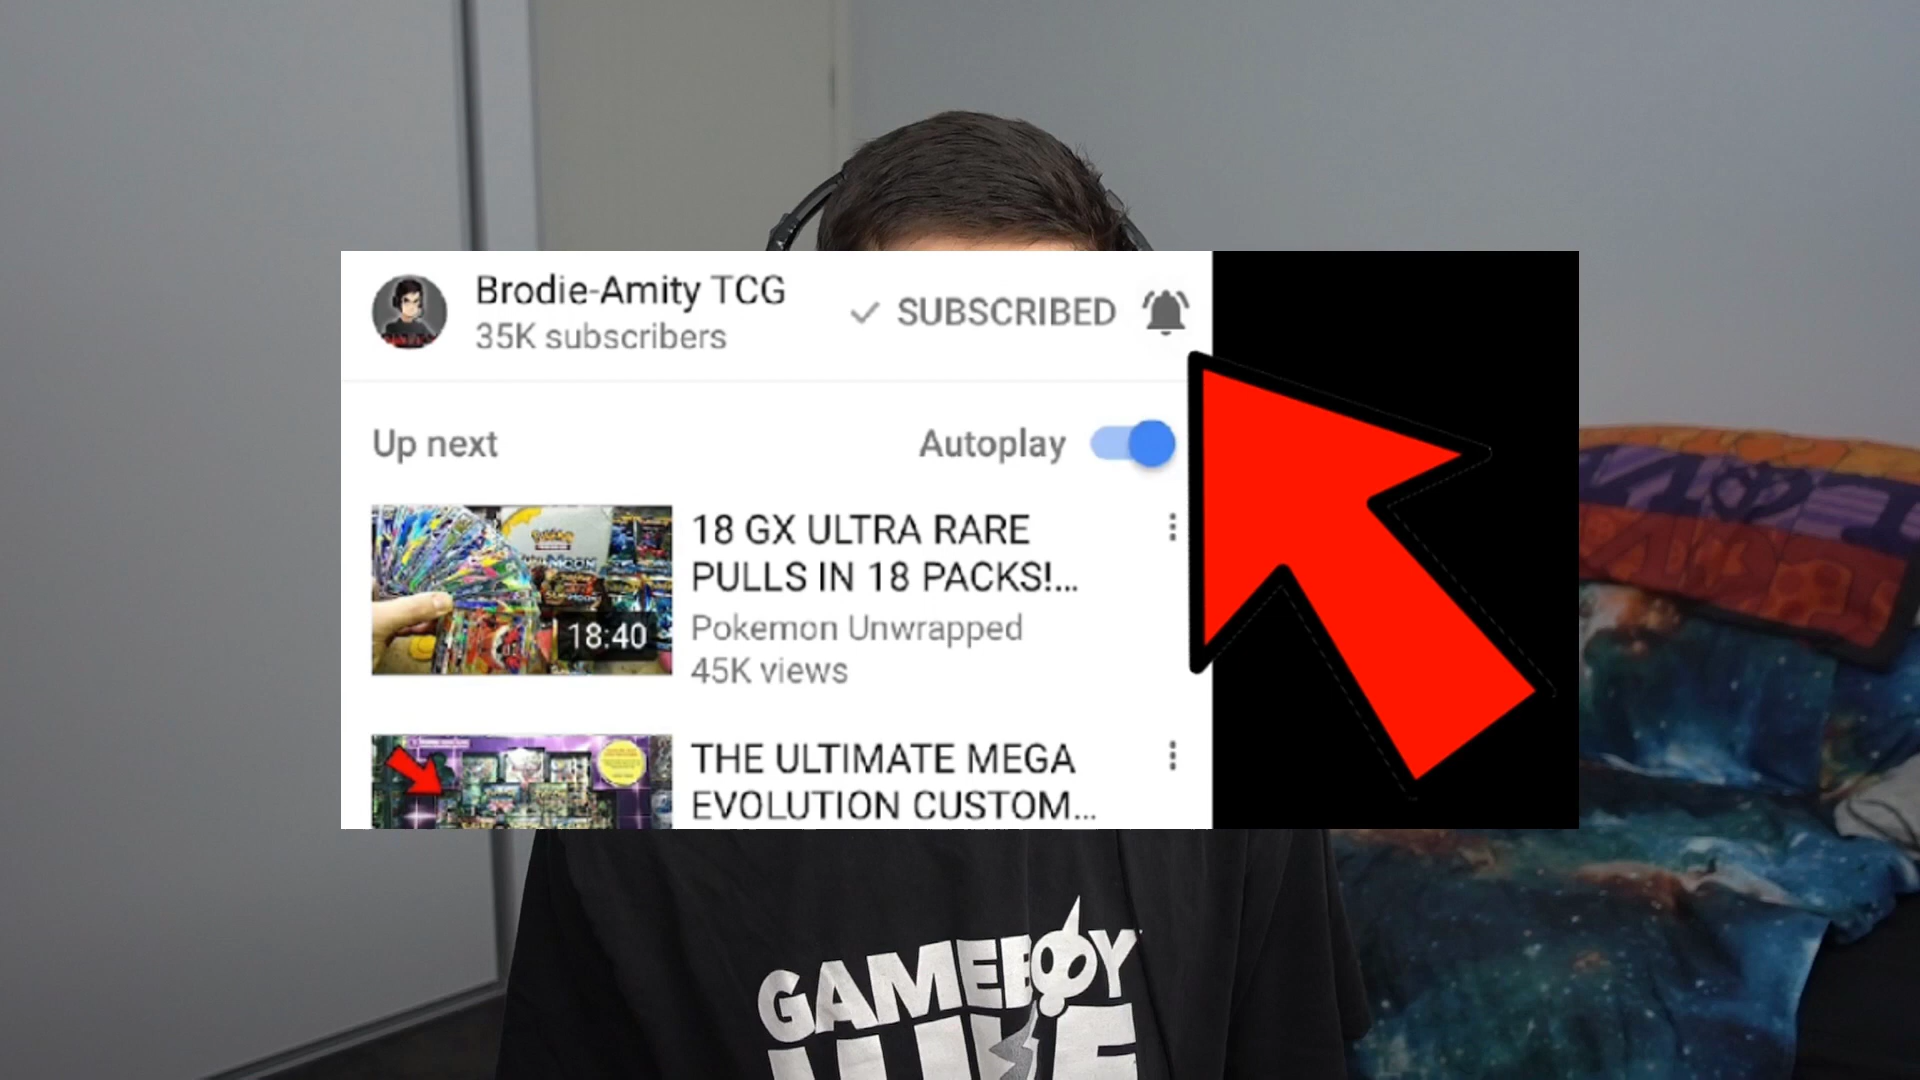 Brodie-Amity TCG
35K subscribers
SUBSCRIBED
Up next
Autoplay
18 GX ULTRA RARE
PULLS IN 18 PACKS!...
Pokemon Unwrapped
45K views
18:40
THE ULTIMATE MEGA
EVOLUTION CUSTOM...
GAMEBOY
LUKE